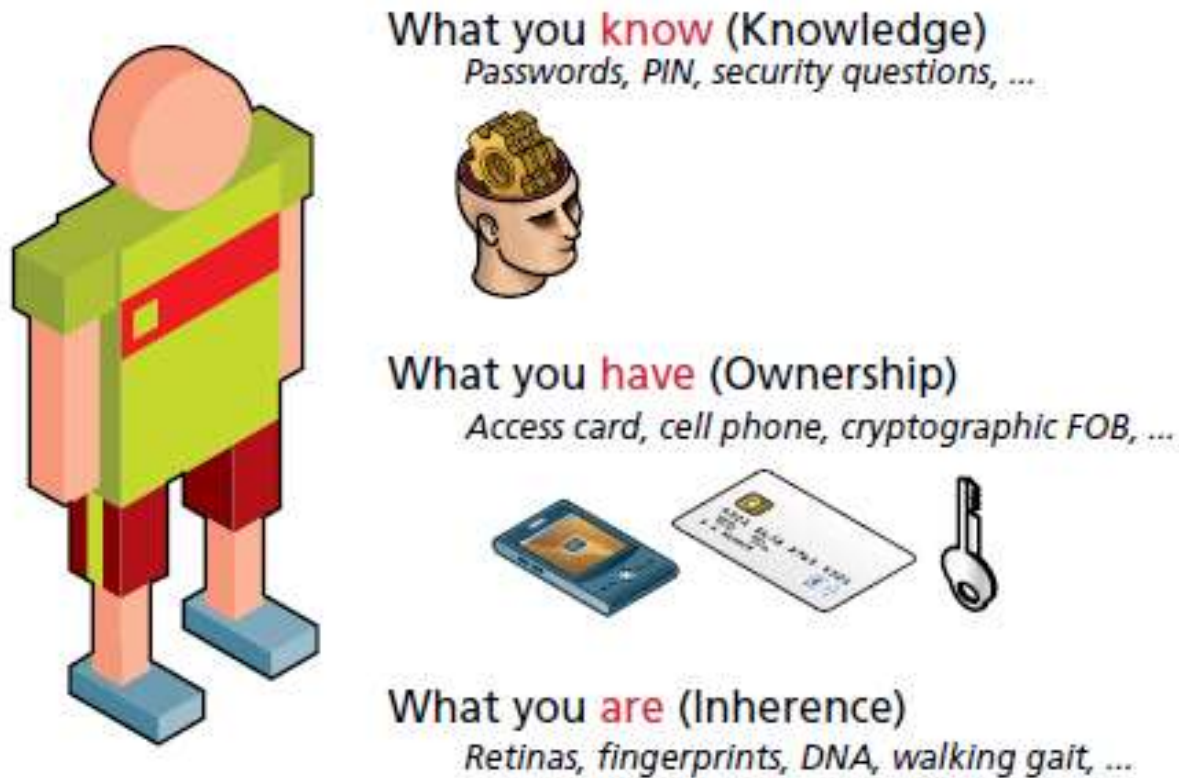 What you know (Knowledge)
Passwords, PIN, security questions, ...
What you have (Ownership)
Access card, cell phone, cryptographic FOB, ...
What you are (Inherence)
Retinas, fingerprints, DNA, walking gait, ...